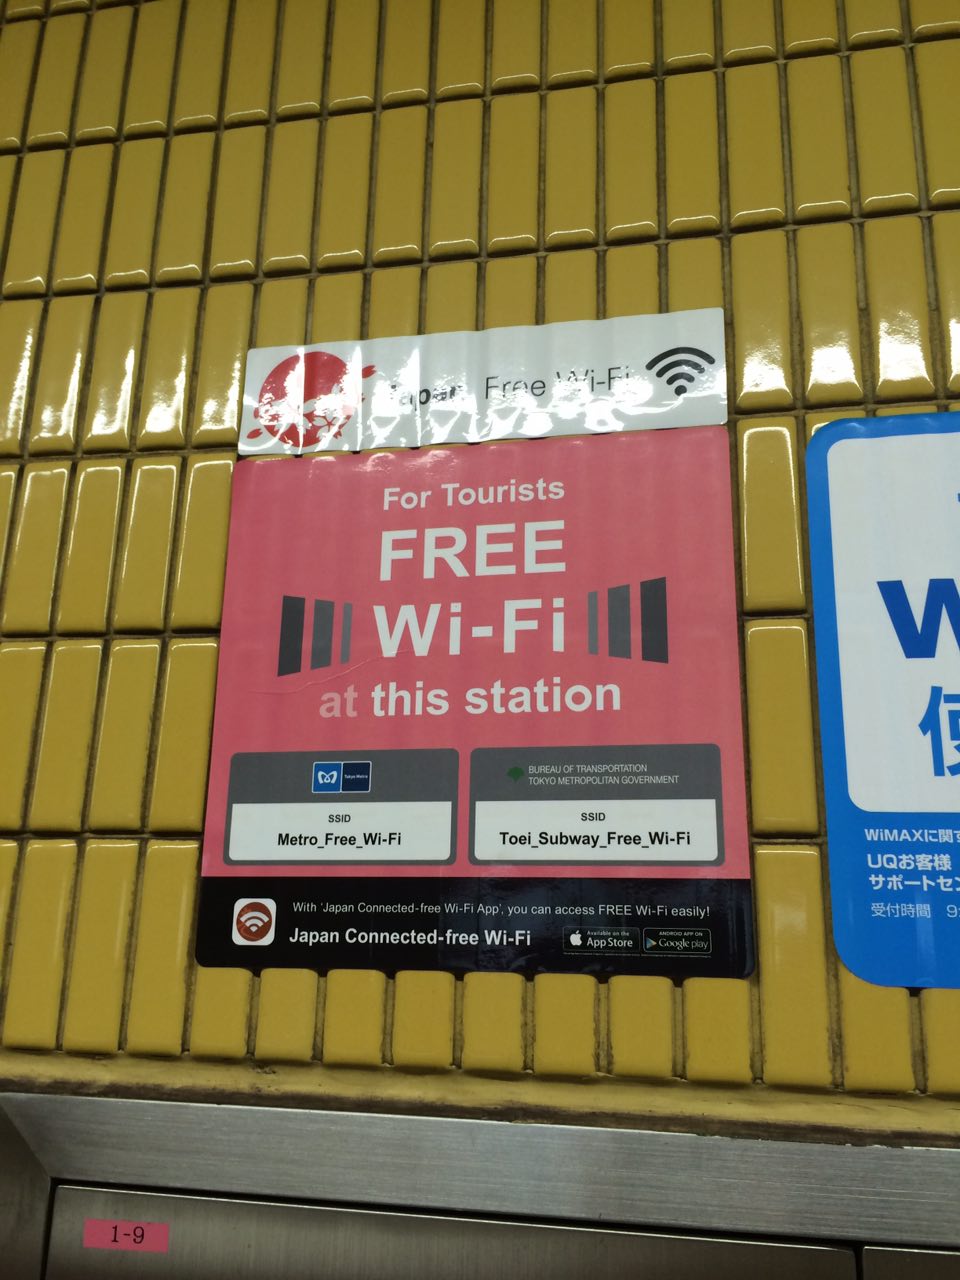 Japan. Free Wi-Fi
For Tourists
FREE
Wi-Fi
at this station
Tokyo Metro
SSID
Metro_Free_Wi-Fi
BUREAU OF TRANSPORTATION
TOKYO METROPOLITAN GOVERNMENT
SSID
Toei_Subway_Free_Wi-Fi
With 'Japan Connected-free Wi-Fi App', you can access FREE Wi-Fi easily!
Japan Connected-free Wi-Fi
Available on the
App Store
ANDROID APP ON
Google play
W
使
WiMAXに関す
UQお客様
サポートセン
受付時間 9:
1-9